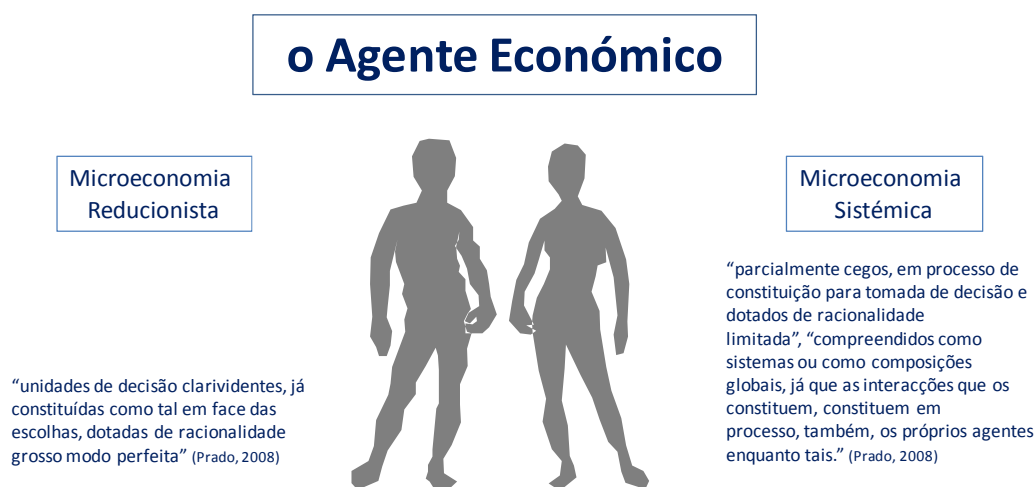 o Agente Económico
Microeconomia
Reducionista
Microeconomia
Sistémica
“parcialmente cegos, em processo de
constituição para tomada de decisão e
dotados de racionalidade
limitada”, “compreendidos como
sistemas ou como composições
globais, já que as interacções que os
constituem, constituem em
processo, também, os próprios agentes
enquanto tais.” (Prado, 2008)
“unidades de decisão clarividentes, já
constituídas como tal em face das
escolhas, dotadas de racionalidade
grosso modo perfeita” (Prado, 2008)